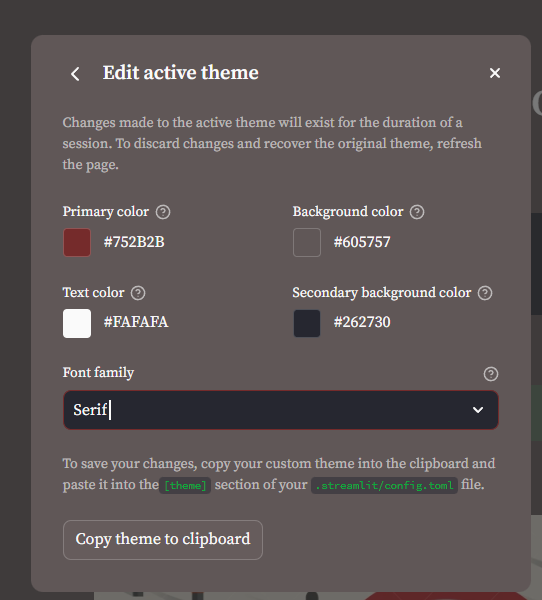 Edit active theme
Changes made to the active theme will exist for the duration of a
session. To discard changes and recover the original theme, refresh
the page.
Primary color
Background color
#752B2B
#605757
Text color
Secondary background color
#FAFAFA
#262730
Font family
Serif
To save your changes, copy your custom theme into the clipboard and
paste it into the [theme] section of your .streamlit/config.toml file.
Copy theme to clipboard